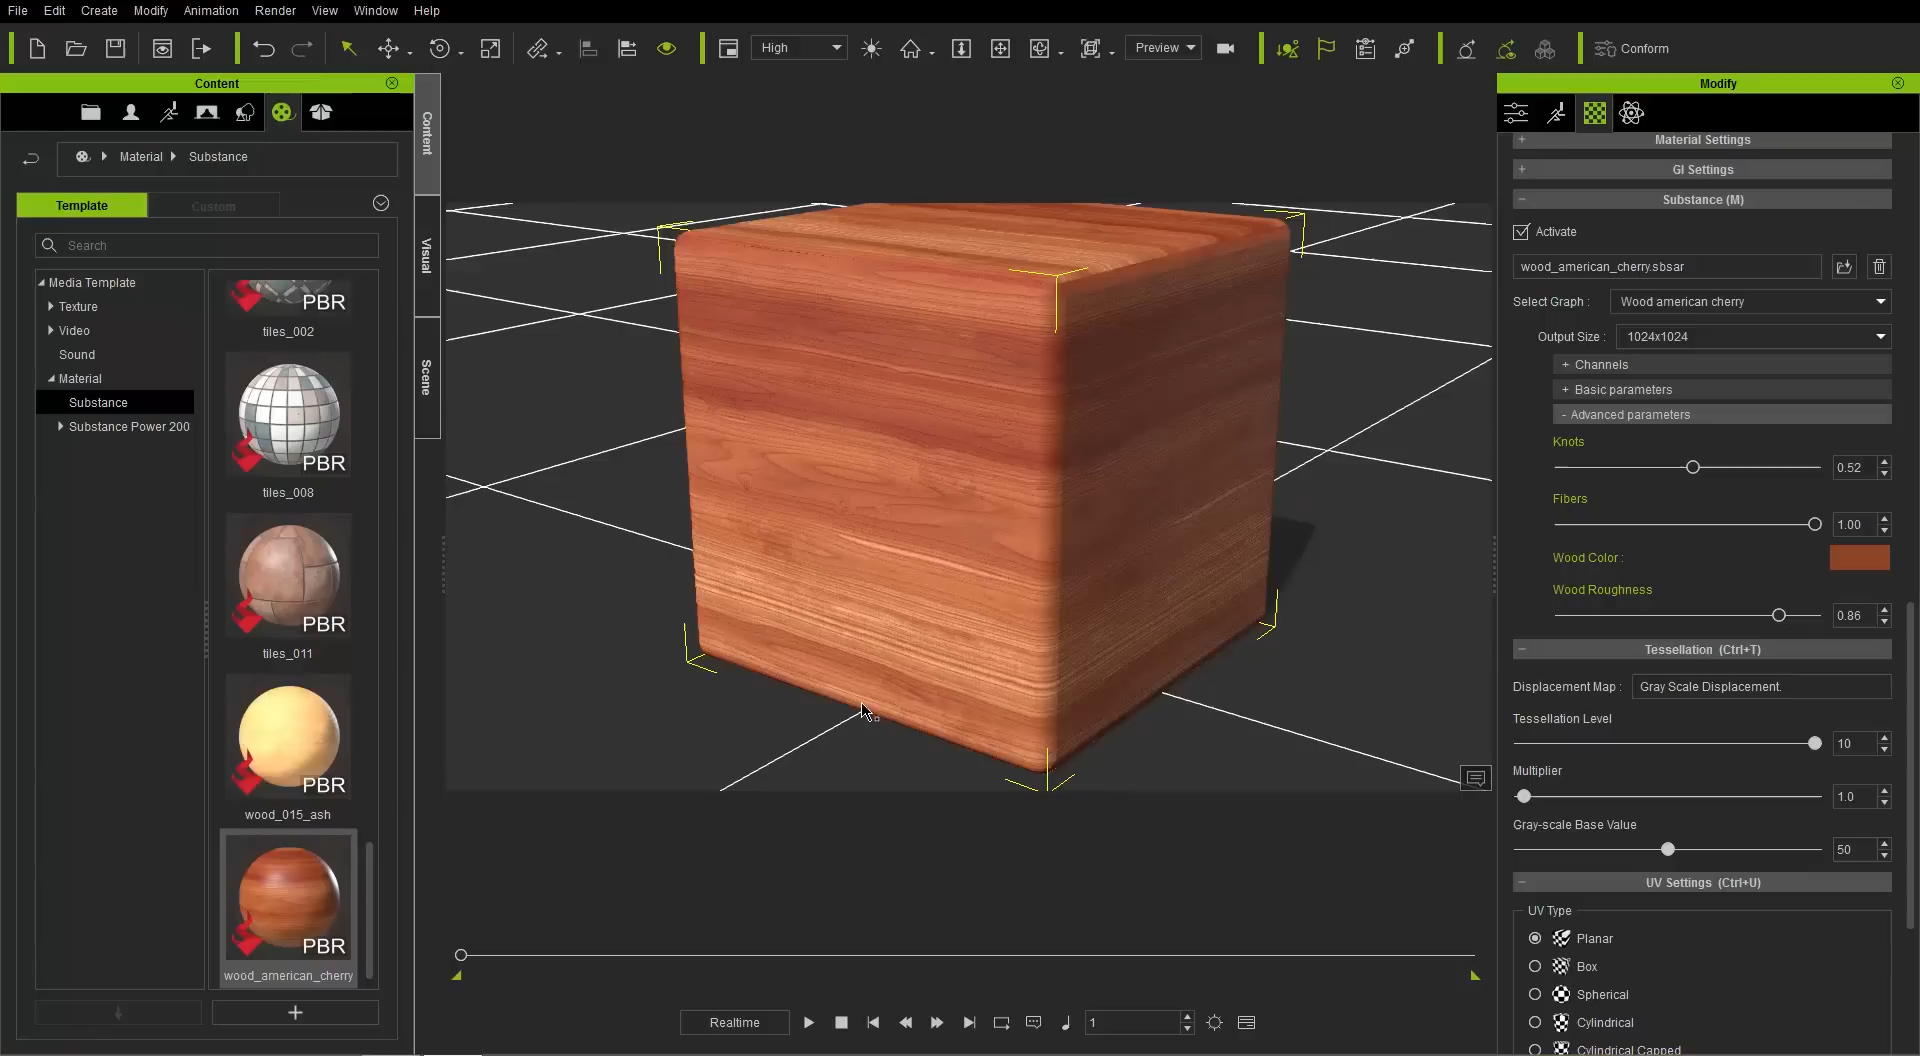 File Edit Create Modify Animation Render View Window Help
High
Preview
Conform
Content
Modify
Material Substance
Template Custom
Search
Media Template
Texture
Video
Sound
Material
Substance
Substance Power 200
PBR
tiles_002
PBR
tiles_008
PBR
tiles_011
PBR
wood_015_ash
PBR
wood_american_cherry
+
Content
Visual
Scene
Realtime
1
+ Material Settings
+ GI Settings
- Substance (M)
Activate
wood_american_cherry.sbsar
Select Graph : Wood american cherry
Output Size : 1024x1024
+ Channels
+ Basic parameters
- Advanced parameters
Knots
0.52
Fibers
1.00
Wood Color :
Wood Roughness
0.86
- Tessellation (Ctrl+T)
Displacement Map : Gray Scale Displacement.
Tessellation Level
10
Multiplier
1.0
Gray-scale Base Value
50
- UV Settings (Ctrl+U)
UV Type
Planar
Box
Spherical
Cylindrical
Cylindrical Capped